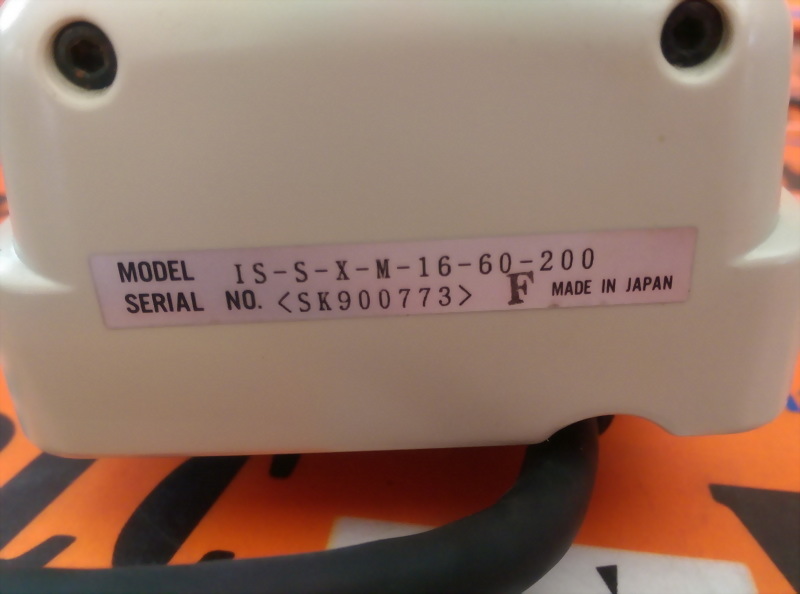 MODEL IS-S-X-M-16-60-200
SERIAL NO. <SK900773> F MADE IN JAPAN